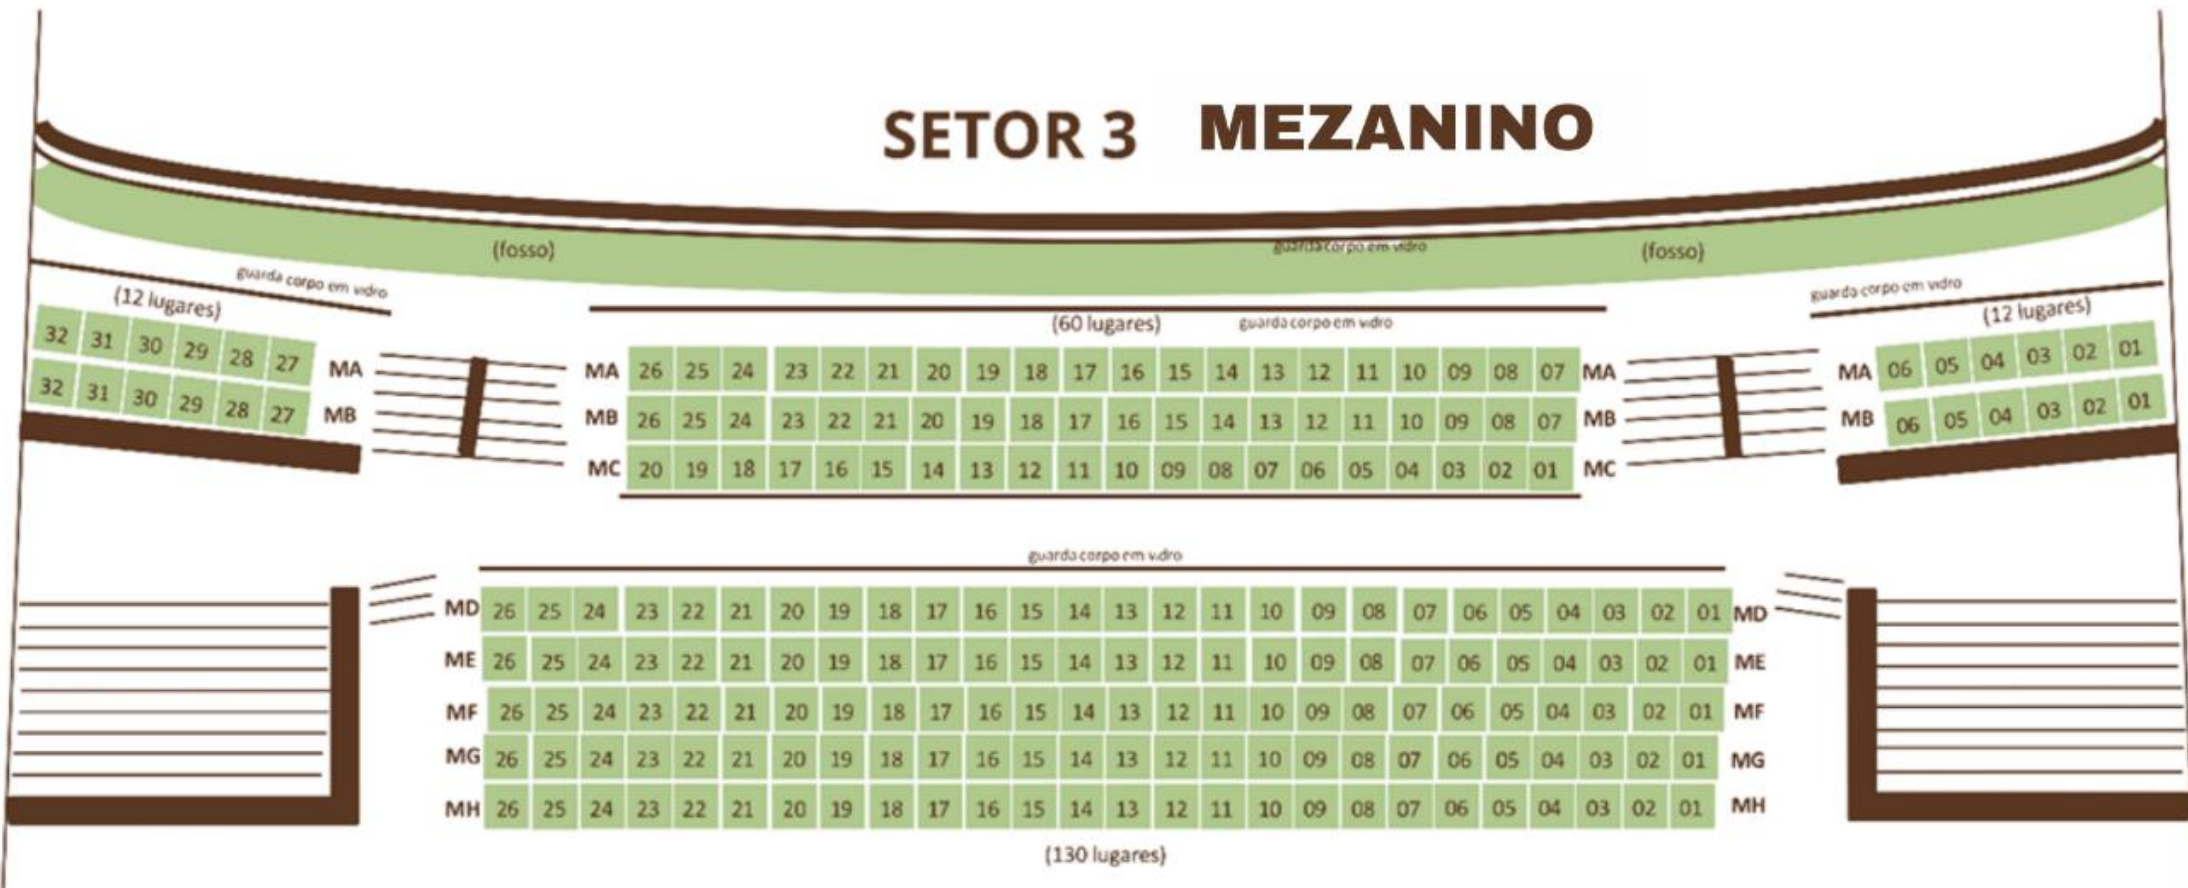 SETOR 3 MEZANINO
(fosso)
guarda corpo em vidro
(fosso)
guarda corpo em vidro
(12 lugares)
32 31 30 29 28 27 MA
32 31 30 29 28 27 MB
(60 lugares)
guarda corpo em vidro
MA 26 25 24 23 22 21 20 19 18 17 16 15 14 13 12 11 10 09 08 07 MA
MB 26 25 24 23 22 21 20 19 18 17 16 15 14 13 12 11 10 09 08 07 MB
MC 20 19 18 17 16 15 14 13 12 11 10 09 08 07 06 05 04 03 02 01 MC
guarda corpo em vidro
(12 lugares)
MA 06 05 04 03 02 01
MB 06 05 04 03 02 01
guarda corpo em vidro
MD 26 25 24 23 22 21 20 19 18 17 16 15 14 13 12 11 10 09 08 07 06 05 04 03 02 01 MD
ME 26 25 24 23 22 21 20 19 18 17 16 15 14 13 12 11 10 09 08 07 06 05 04 03 02 01 ME
MF 26 25 24 23 22 21 20 19 18 17 16 15 14 13 12 11 10 09 08 07 06 05 04 03 02 01 MF
MG 26 25 24 23 22 21 20 19 18 17 16 15 14 13 12 11 10 09 08 07 06 05 04 03 02 01 MG
MH 26 25 24 23 22 21 20 19 18 17 16 15 14 13 12 11 10 09 08 07 06 05 04 03 02 01 MH
(130 lugares)